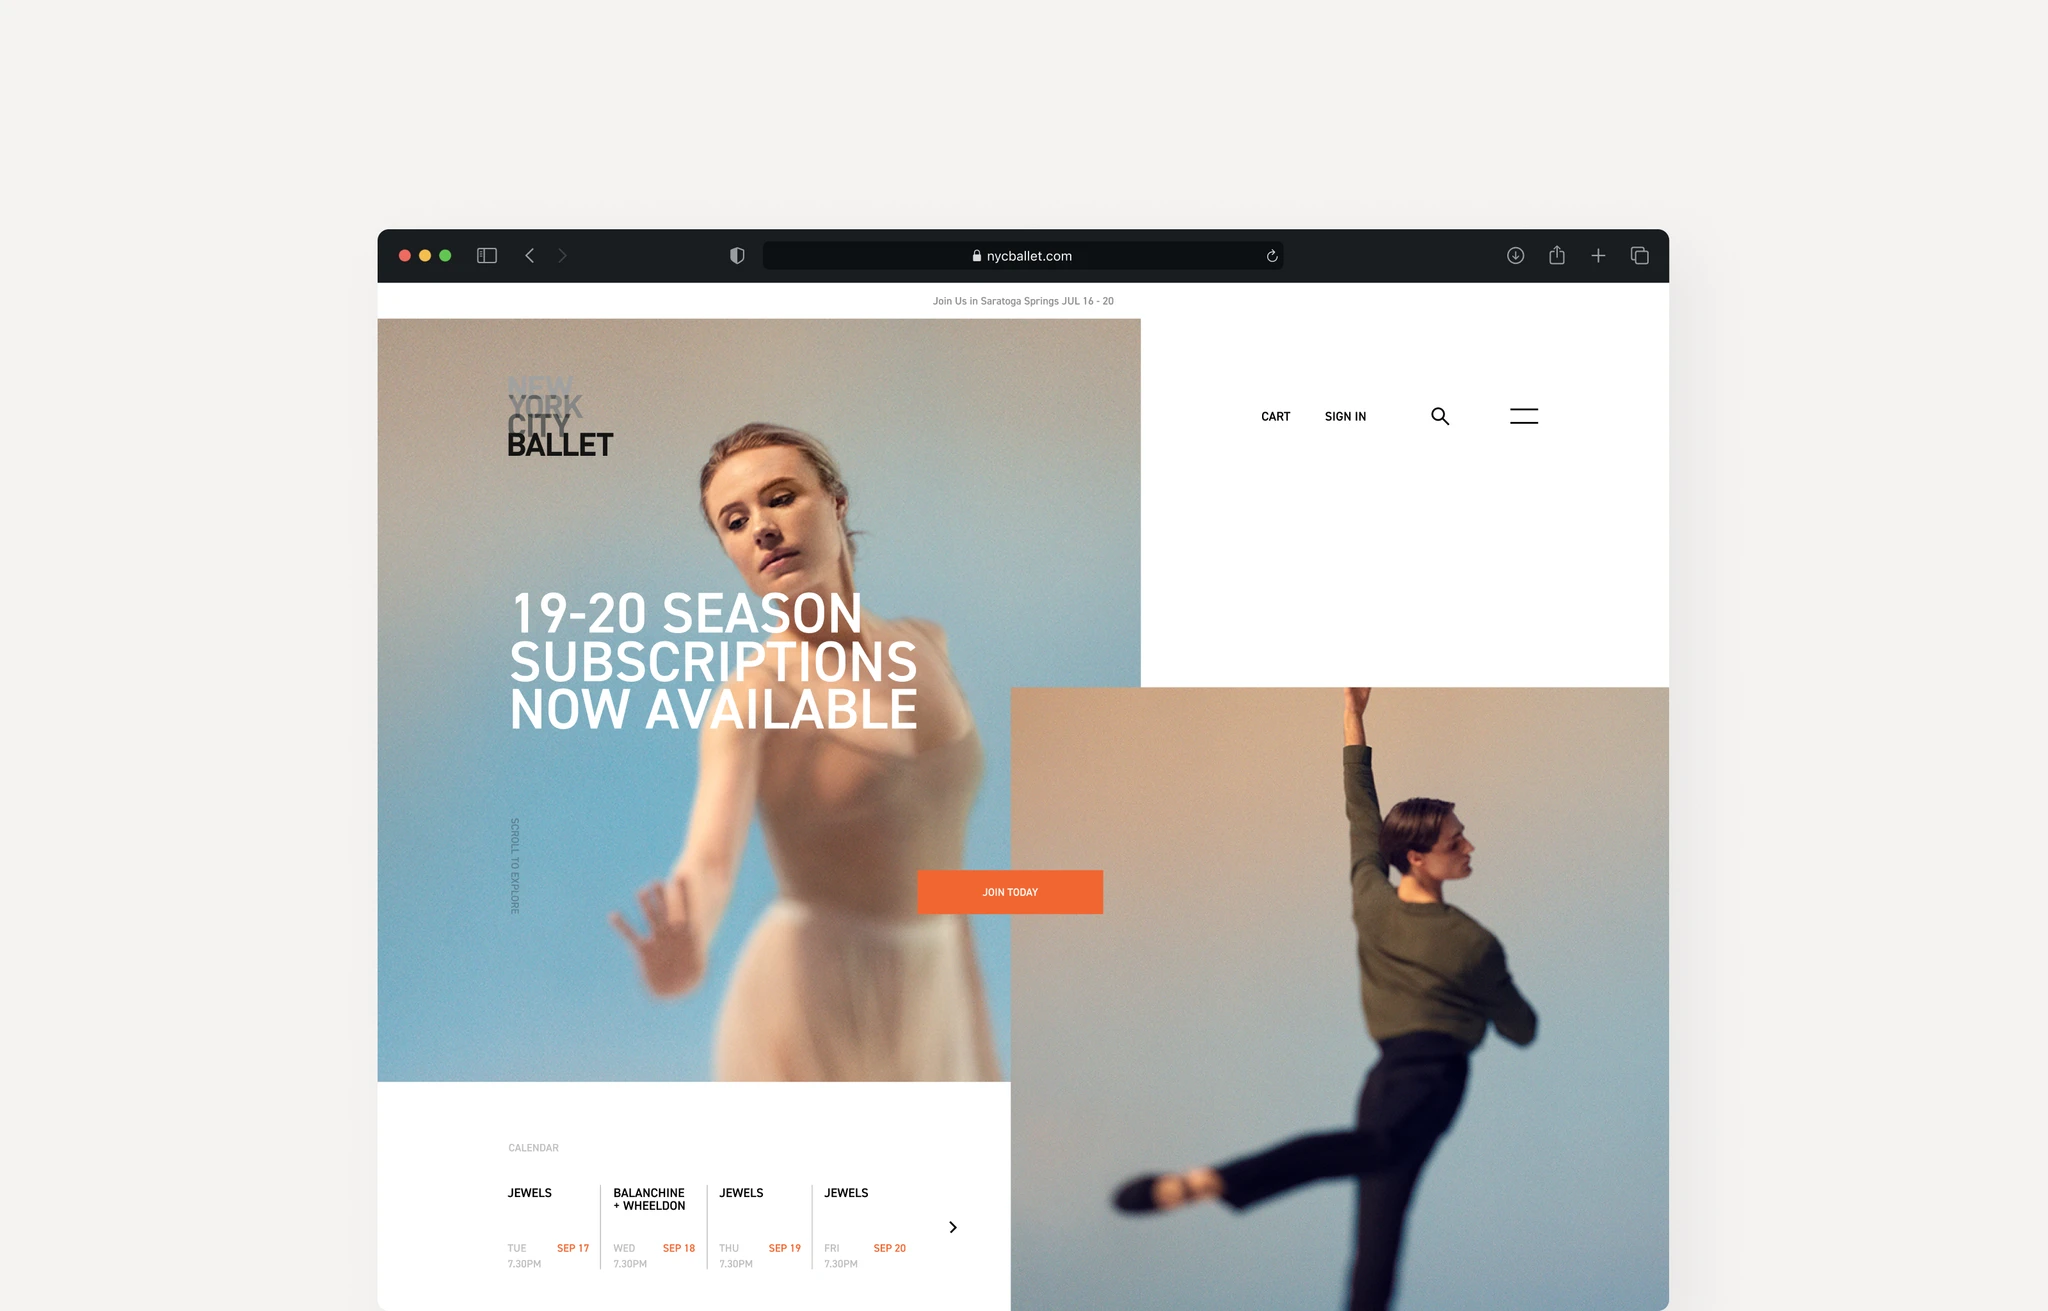 nycballet.com
Join Us in Saratoga Springs JUL 16 - 20
NEW
YORK
CITY
BALLET
CART
SIGN IN
19-20 SEASON
SUBSCRIPTIONS
NOW AVAILABLE
SCROLL TO EXPLORE
JOIN TODAY
CALENDAR
JEWELS
TUE SEP 17
7.30PM
BALANCHINE
+ WHEELDON
WED SEP 18
7.30PM
JEWELS
THU SEP 19
7.30PM
JEWELS
FRI SEP 20
7.30PM